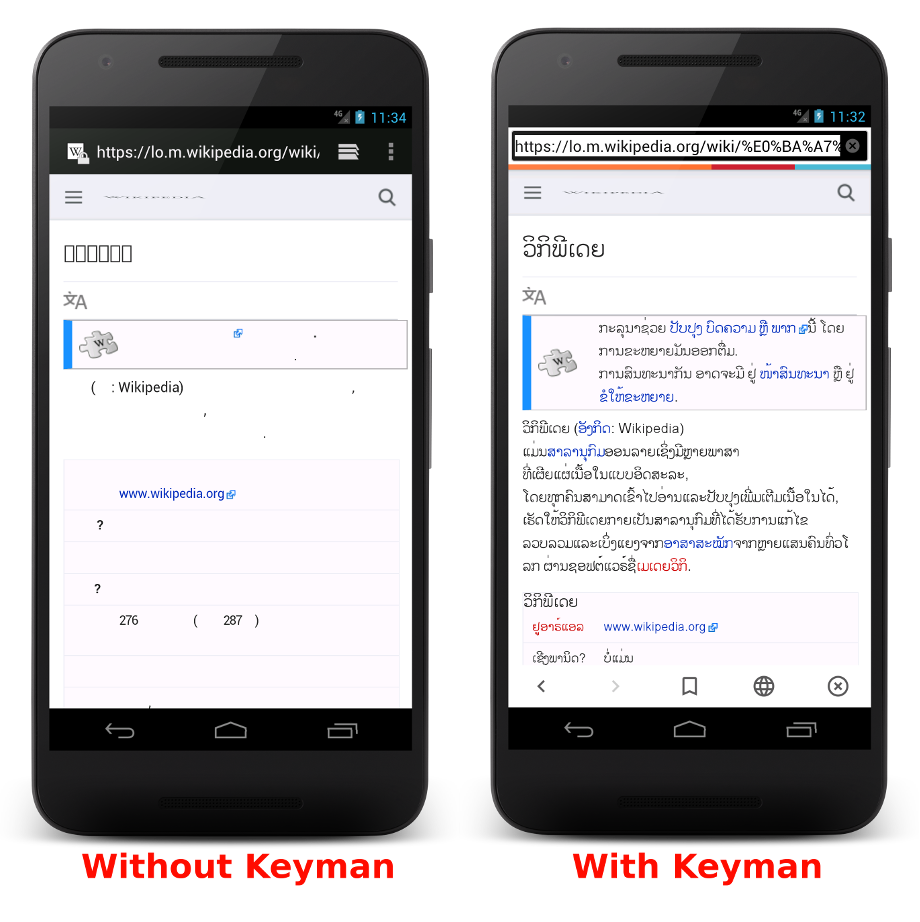 4G 11:34
https://lo.m.wikipedia.org/wiki/
WIKIPEDIA
( : Wikipedia) ,
,
.
www.wikipedia.org
?
?
276 ( 287 )
Without Keyman
4G 11:32
https://lo.m.wikipedia.org/wiki/%E0%BA%A7%
WIKIPEDIA
ວິກິພີເດຍ
ກະລຸນາຊ່ວຍ ປັບປຸງ ບົດຄວາມ ຫຼື ພາກ ນີ້ ໂດຍ
ການຂະຫຍາຍມັນອອກຕື່ມ.
ການສົນທະນາກັນ ອາດຈະມີ ຢູ່ ໜ້າສົນທະນາ ຫຼື ຢູ່
ຂໍໃຫ້ຂະຫຍາຍ.
ວິກິພີເດຍ (ອັງກິດ: Wikipedia)
ແມ່ນສາລານຸກົມອອນລາຍເຊິ່ງມີຫຼາຍພາສາ
ທີ່ເຜີຍແຜ່ເນື້ອໃນແບບອິດສະລະ,
ໂດຍທຸກຄົນສາມາດເຂົ້າໄປອ່ານແລະປັບປຸງເພີ່ມເຕີມເນື້ອໃນໄດ້,
ເຮັດໃຫ້ວິກິພີເດຍກາຍເປັນສາລານຸກົມທີ່ໄດ້ຮັບການແກ້ໄຂ
ລວບລວມແລະເບິ່ງແຍງຈາກອາສາສະໝັກຈາກຫຼາຍແສນຄົນທົ່ວໂ
ລກ ຜ່ານຊອຟຕ໌ແວຣ໌ຊື່ເມເດຍວິກິ.
ວິກິພີເດຍ
ຢູອາຣ໌ແອລ www.wikipedia.org
ເຊີງພານິດ? ບໍ່ແມ່ນ
With Keyman